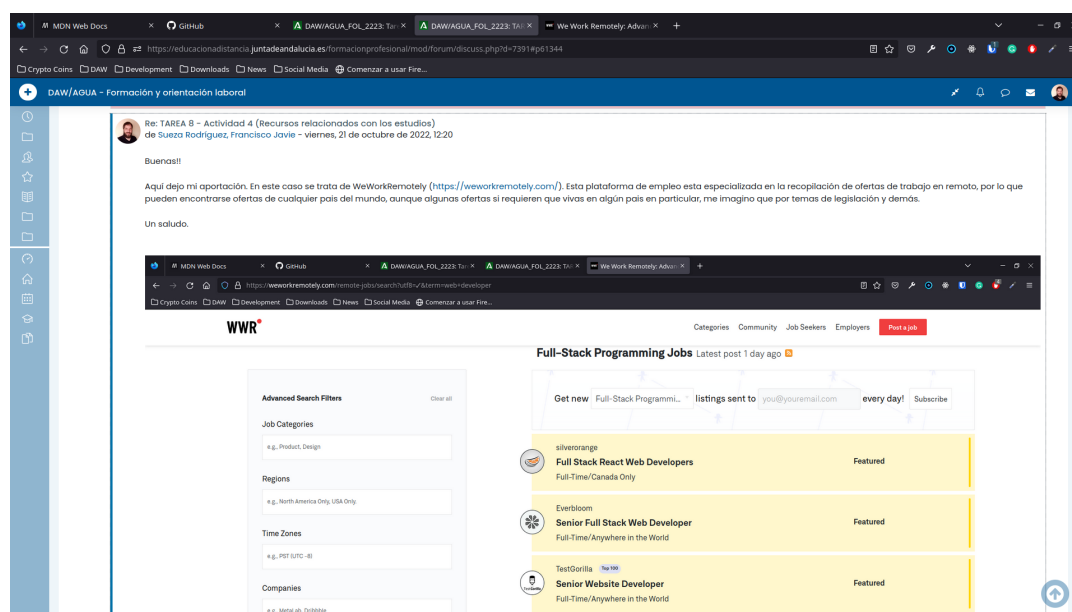 MDN Web Docs
GitHub
DAW/AGUA_FOL_2223: Tar
DAW/AGUA_FOL_2223: TAR
We Work Remotely: Advan
https://educacionadistancia.juntadeandalucia.es/formacionprofesional/mod/forum/discuss.php?d=7391#p61344
Crypto Coins DAW Development Downloads News Social Media Comenzar a usar Fire...
DAW/AGUA - Formación y orientación laboral
Re: TAREA 8 - Actividad 4 (Recursos relacionados con los estudios)
de Sueza Rodríguez, Francisco Javie - viernes, 21 de octubre de 2022, 12:20
Buenas!!
Aquí dejo mi aportación. En este caso se trata de WeWorkRemotely (https://weworkremotely.com/). Esta plataforma de empleo esta especializada en la recopilación de ofertas de trabajo en remoto, por lo que
pueden encontrarse ofertas de cualquier pais del mundo, aunque algunas ofertas si requieren que vivas en algún pais en particular, me imagino que por temas de legislación y demás.
Un saludo.
MDN Web Docs
GitHub
DAW/AGUA_FOL_2223: Tar
DAW/AGUA_FOL_2223: TAR
We Work Remotely: Advan
https://weworkremotely.com/remote-jobs/search?utf8=✓&term=web+developer
Crypto Coins DAW Development Downloads News Social Media Comenzar a usar Fire...
WWR
Categories Community Job Seekers Employers Post a job
Full-Stack Programming Jobs Latest post 1 day ago
Advanced Search Filters Clear all
Get new Full-Stack Programmi... listings sent to you@youremail.com every day! Subscribe
Job Categories
e.g., Product, Design
Regions
e.g., North America Only, USA Only.
Time Zones
e.g., PST (UTC -8)
Companies
e.g., MetaLab, Dribbble
silverorange
Full Stack React Web Developers Featured
Full-Time/Canada Only
Everbloom
Senior Full Stack Web Developer Featured
Full-Time/Anywhere in the World
TestGorilla Top 100
Senior Website Developer Featured
Full-Time/Anywhere in the World